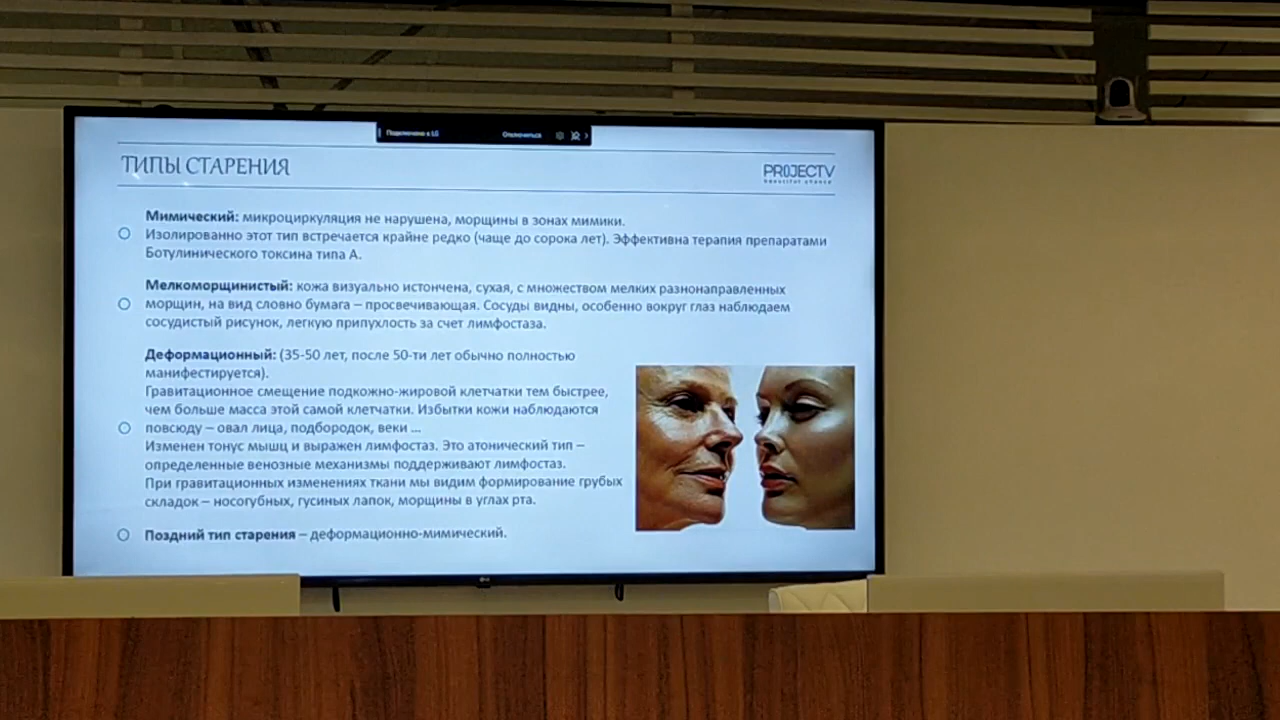 Подключено к LG Отключиться
ТИПЫ СТАРЕНИЯ
PROJECTV
Мимический: микроциркуляция не нарушена, морщины в зонах мимики.
Изолированно этот тип встречается крайне редко (чаще до сорока лет). Эффективна терапия препаратами
Ботулинического токсина типа А.
Мелкоморщинистый: кожа визуально истончена, сухая, с множеством мелких разнонаправленных
морщин, на вид словно бумага – просвечивающая. Сосуды видны, особенно вокруг глаз наблюдаем
сосудистый рисунок, легкую припухлость за счет лимфостаза.
Деформационный: (35-50 лет, после 50-ти лет обычно полностью
манифестируется).
Гравитационное смещение подкожно-жировой клетчатки тем быстрее,
чем больше масса этой самой клетчатки. Избытки кожи наблюдаются
повсюду – овал лица, подбородок, веки ...
Изменен тонус мышц и выражен лимфостаз. Это атонический тип –
определенные венозные механизмы поддерживают лимфостаз.
При гравитационных изменениях ткани мы видим формирование грубых
складок – носогубных, гусиных лапок, морщины в углах рта.
Поздний тип старения – деформационно-мимический.